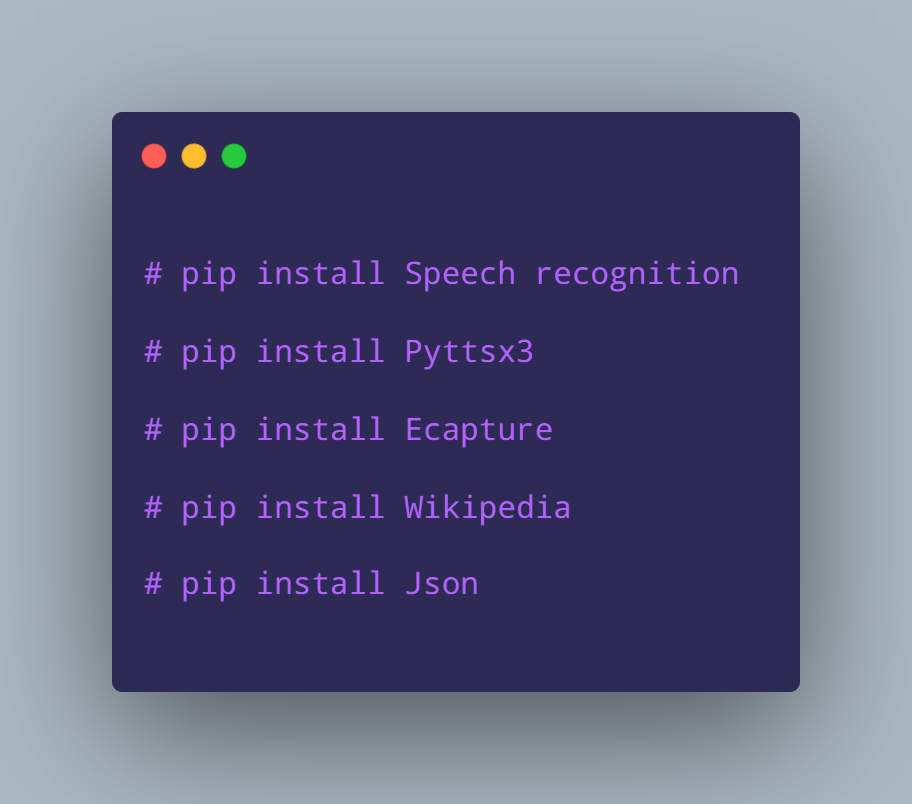 # pip install Speech recognition
# pip install Pyttsx3
# pip install Ecapture
# pip install Wikipedia
# pip install Json